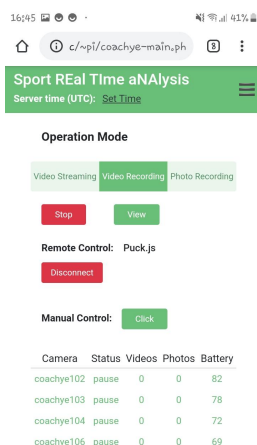 16:45 41%
c/~pi/coachye-main.ph 8
Sport REal TIme aNAlysis
Server time (UTC): Set Time
Operation Mode
Video Streaming Video Recording Photo Recording
Stop View
Remote Control: Puck.js
Disconnect
Manual Control: Click
Camera Status Videos Photos Battery
coachye102 pause 0 0 82
coachye103 pause 0 0 78
coachye104 pause 0 0 72
coachye106 pause 0 0 69